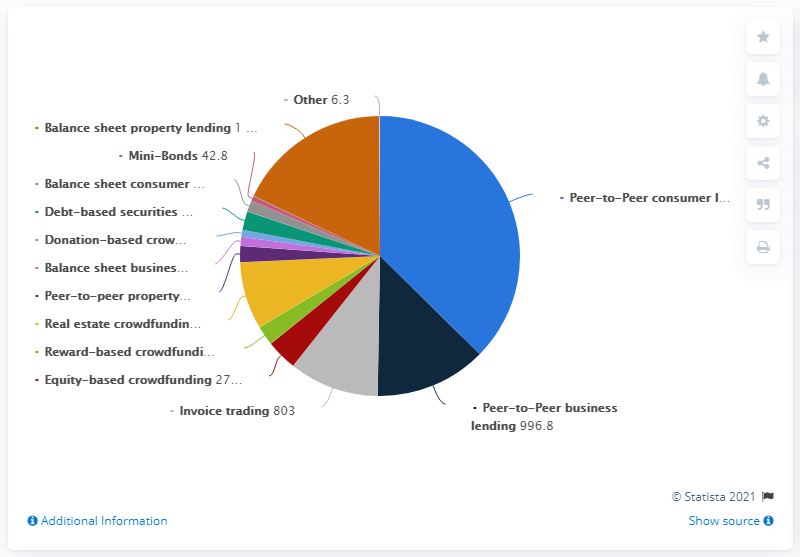 Other 6.3
Balance sheet property lending 1 ...
Mini-Bonds 42.8
Balance sheet consumer ...
Debt-based securities ...
Donation-based crow...
Balance sheet busines...
Peer-to-peer property...
Real estate crowdfundin...
Reward-based crowdfundi...
Equity-based crowdfunding 27...
Invoice trading 803
Peer-to-Peer consumer l...
Peer-to-Peer business
lending 996.8
© Statista 2021
Additional Information
Show source